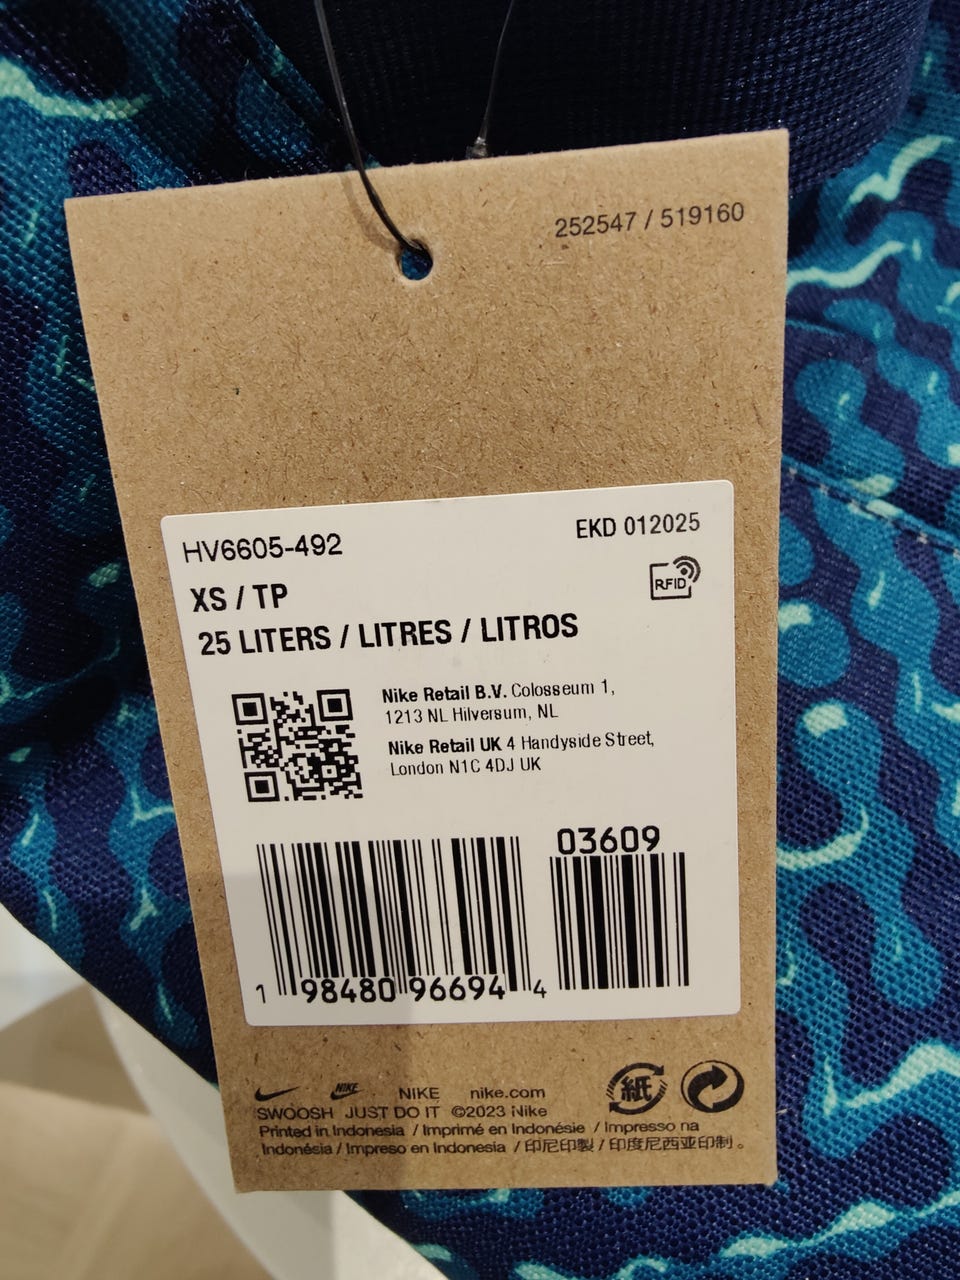 252547 / 519160
HV6605-492
EKD 012025
XS / TP
RFID
25 LITERS / LITRES / LITROS
Nike Retail B.V. Colosseum 1,
1213 NL Hilversum, NL
Nike Retail UK 4 Handyside Street,
London N1C 4DJ UK
03609
1 98480 96694 4
NIKE NIKE nike.com
紙
SWOOSH JUST DO IT ©2023 Nike
Printed in Indonesia / Imprimé en Indonésie / Impresso na
Indonésia / Impreso en Indonesia / 印尼印製 / 印度尼西亚印制。